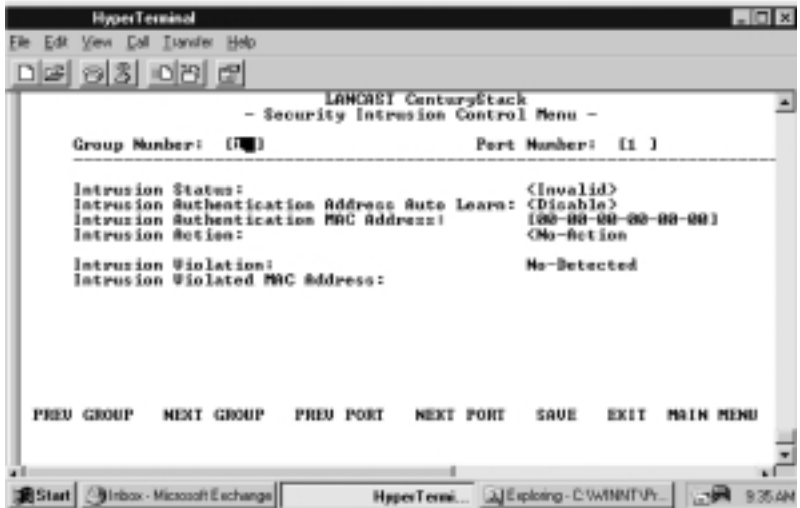 HyperTerminal
File Edit View Call Transfer Help
LANCAST CenturyStack
- Security Intrusion Control Menu -
Group Number: [ ] Port Number: [1 ]
Intrusion Status: <Invalid>
Intrusion Authentication Address Auto Learn: <Disable>
Intrusion Authentication MAC Address: [00-00-00-00-00-00]
Intrusion Action: <No-Action
Intrusion Violation: No-Detected
Intrusion Violated MAC Address:
PREV GROUP NEXT GROUP PREV PORT NEXT PORT SAVE EXIT MAIN MENU
Start Inbox - Microsoft Exchange HyperTermi... Exploring - C:\WINNT\Pr... 9:35 AM